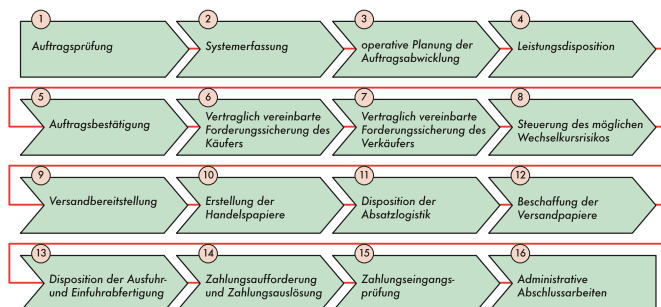 1
Auftragsprüfung
2
Systemerfassung
3
operative Planung der
Auftragsabwicklung
4
Leistungsdisposition
5
Auftragsbestätigung
6
Vertraglich vereinbarte
Forderungssicherung des
Käufers
7
Vertraglich vereinbarte
Forderungssicherung des
Verkäufers
8
Steuerung des möglichen
Wechselkursrisikos
9
Versandbereitstellung
10
Erstellung der
Handelspapiere
11
Disposition der
Absatzlogistik
12
Beschaffung der
Versandpapiere
13
Disposition der Ausfuhr-
und Einfuhrabfertigung
14
Zahlungsaufforderung
und Zahlungsauslösung
15
Zahlungseingangs-
prüfung
16
Administrative
Abschlussarbeiten